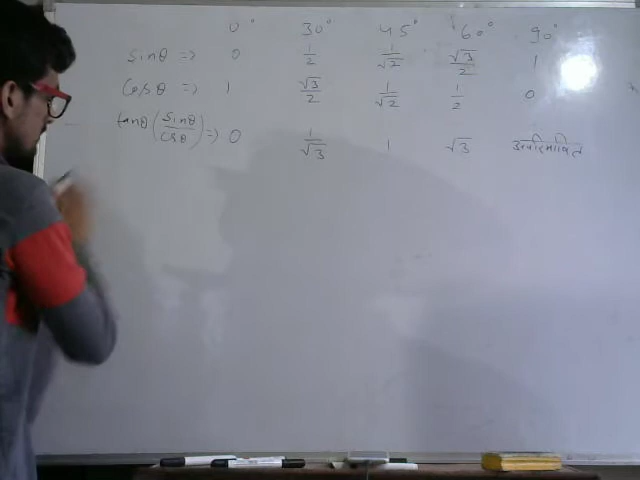 0° 30° 45° 60° 90°
sinθ => 0 1/2 1/√2 √3/2 1
Cosθ => 1 √3/2 1/√2 1/2 0
tanθ (sinθ/cosθ) => 0 1/√3 1 √3 अपरिभाषित